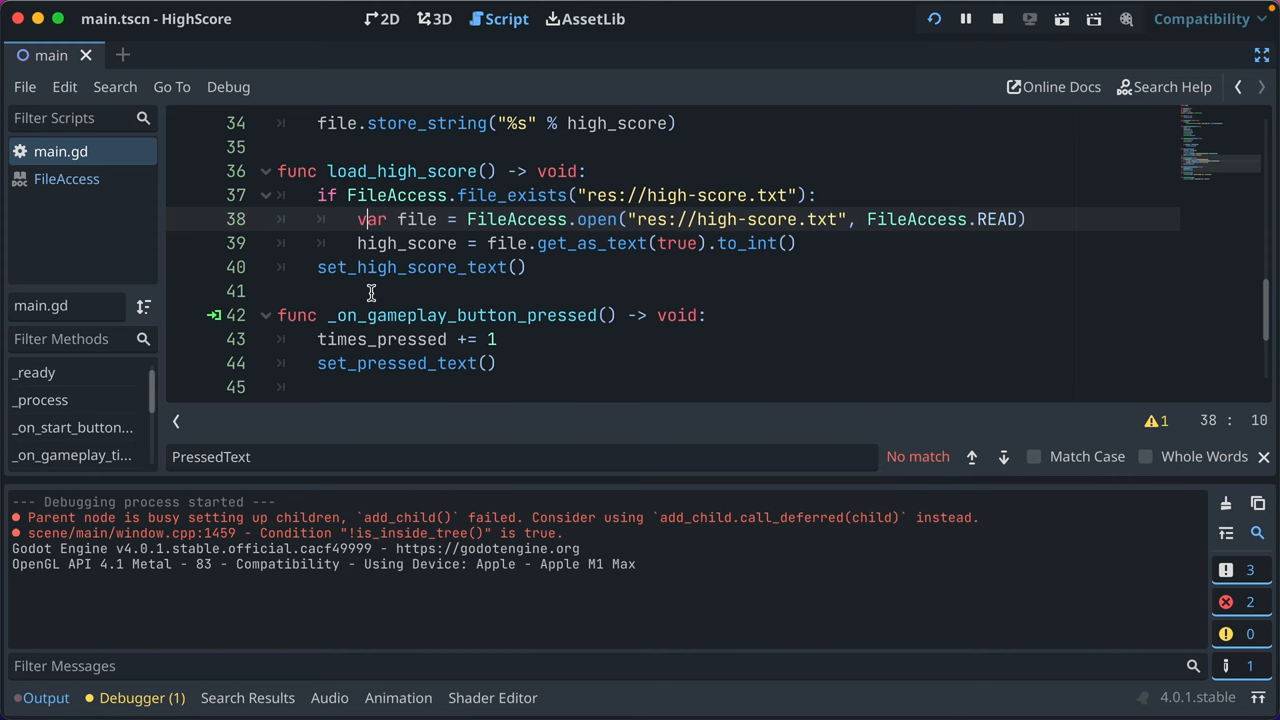 main.tscn - HighScore
2D 3D Script AssetLib
Compatibility
main
File Edit Search Go To Debug
Online Docs Search Help
Filter Scripts
main.gd
FileAccess
main.gd
Filter Methods
_ready
_process
_on_start_button...
_on_gameplay_ti...
34 file.store_string("%s" % high_score)
35
36 func load_high_score() -> void:
37 if FileAccess.file_exists("res://high-score.txt"):
38 var file = FileAccess.open("res://high-score.txt", FileAccess.READ)
39 high_score = file.get_as_text(true).to_int()
40 set_high_score_text()
41
42 func _on_gameplay_button_pressed() -> void:
43 times_pressed += 1
44 set_pressed_text()
45
1 38 : 10
PressedText No match Match Case Whole Words
--- Debugging process started ---
Parent node is busy setting up children, `add_child()` failed. Consider using `add_child.call_deferred(child)` instead.
scene/main/window.cpp:1459 - Condition "!is_inside_tree()" is true.
Godot Engine v4.0.1.stable.official.cacf49999 - https://godotengine.org
OpenGL API 4.1 Metal - 83 - Compatibility - Using Device: Apple - Apple M1 Max
3
2
0
1
Filter Messages
Output Debugger (1) Search Results Audio Animation Shader Editor 4.0.1.stable